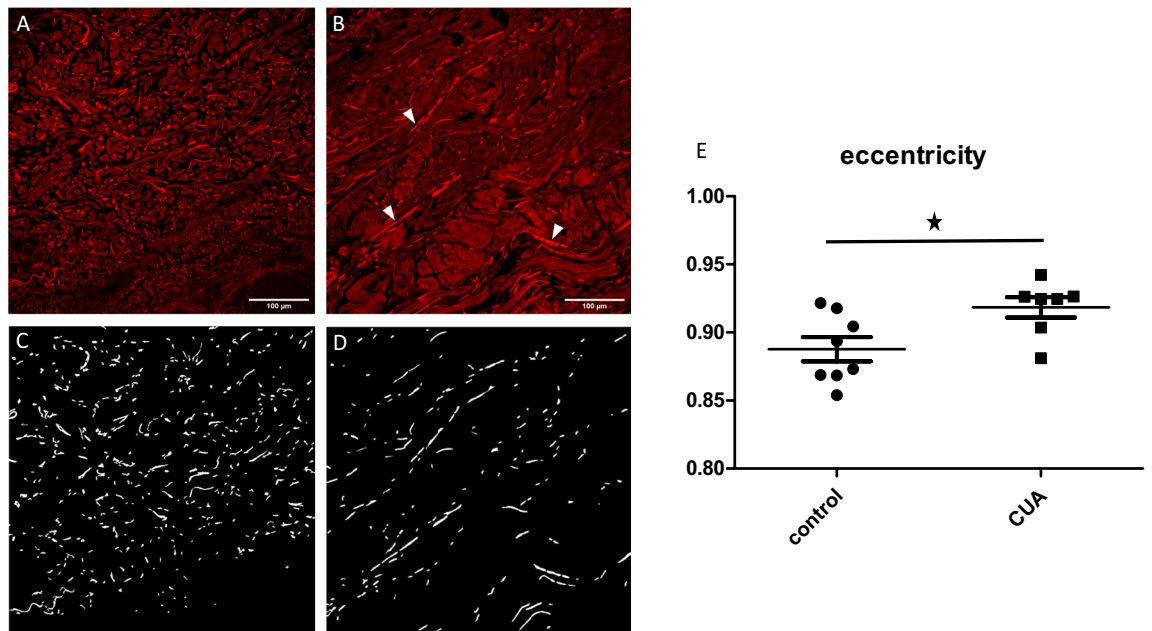 A
B
100 µm
100 µm
C
D
E
eccentricity
1.00
0.95
0.90
0.85
0.80
control
CUA